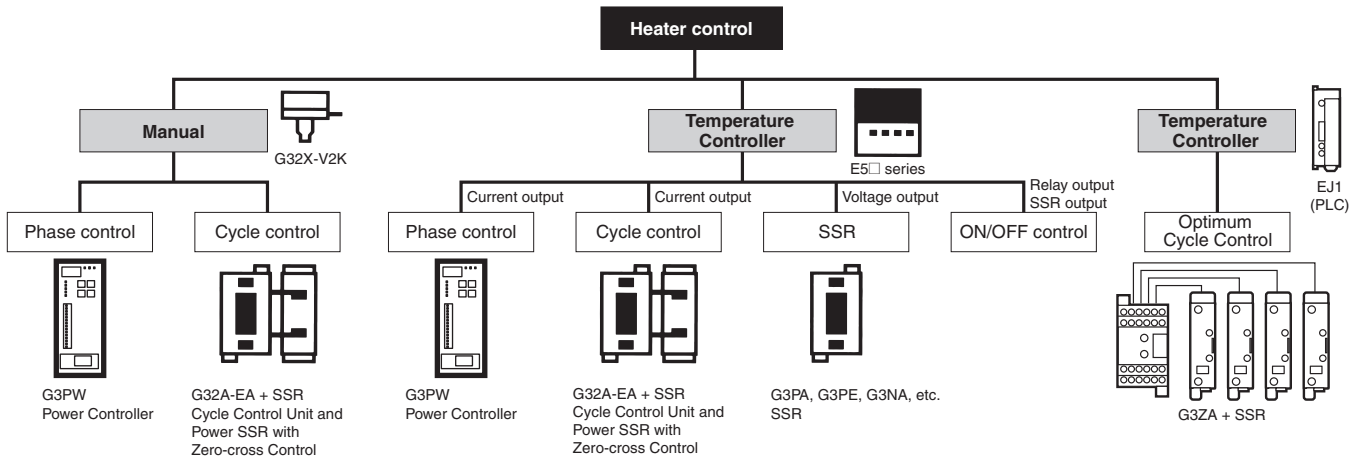 Heater control
Manual
G32X-V2K
Temperature
Controller
E5□ series
Temperature
Controller
EJ1
(PLC)
Current output
Current output
Voltage output
Relay output
SSR output
Phase control
Cycle control
Phase control
Cycle control
SSR
ON/OFF control
Optimum
Cycle Control
G3PW
Power Controller
G32A-EA + SSR
Cycle Control Unit and
Power SSR with
Zero-cross Control
G3PW
Power Controller
G32A-EA + SSR
Cycle Control Unit and
Power SSR with
Zero-cross Control
G3PA, G3PE, G3NA, etc.
SSR
G3ZA + SSR